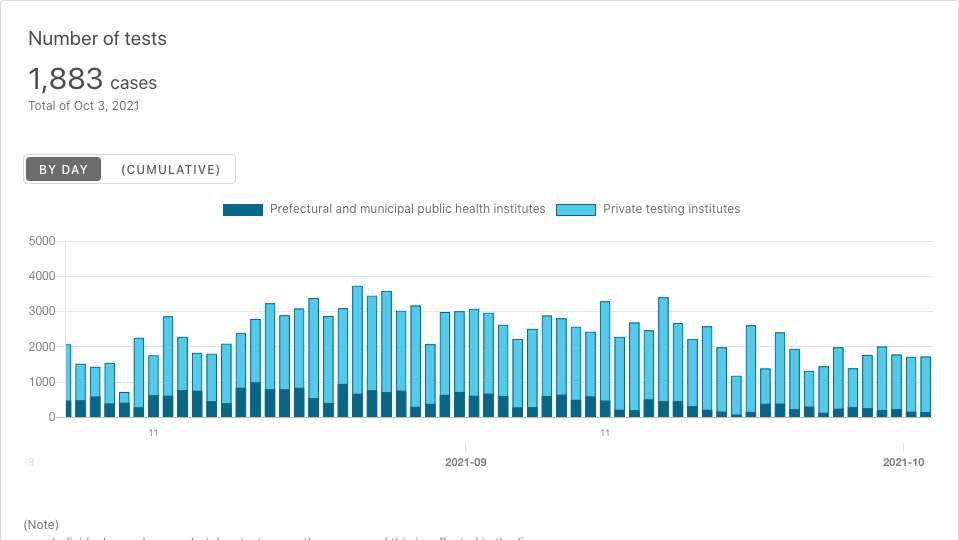 Number of tests
1,883 cases
Total of Oct 3, 2021
BY DAY (CUMULATIVE)
Prefectural and municipal public health institutes Private testing institutes
5000
4000
3000
2000
1000
0
11 11
2021-09 2021-10
(Note)